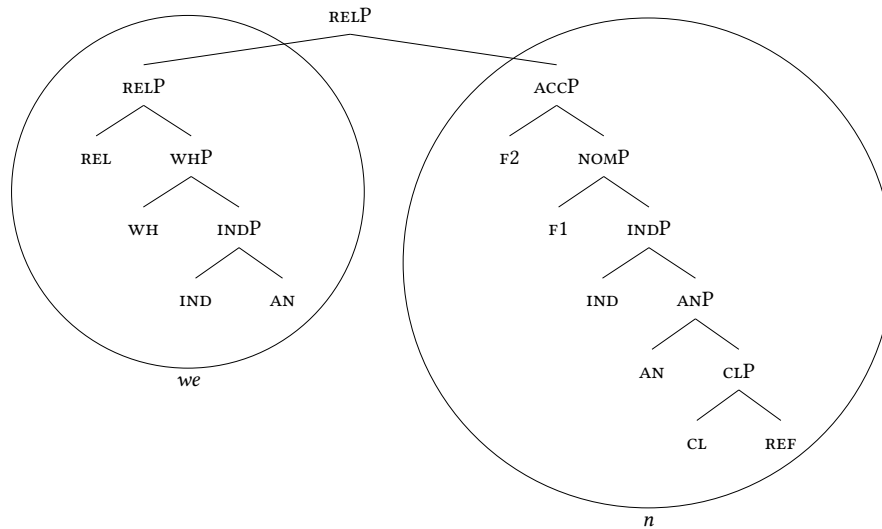 RELP
RELP ACCP
REL WHP F2 NOMP
WH INDP F1 INDP
IND AN IND ANP
we AN CLP
CL REF
n